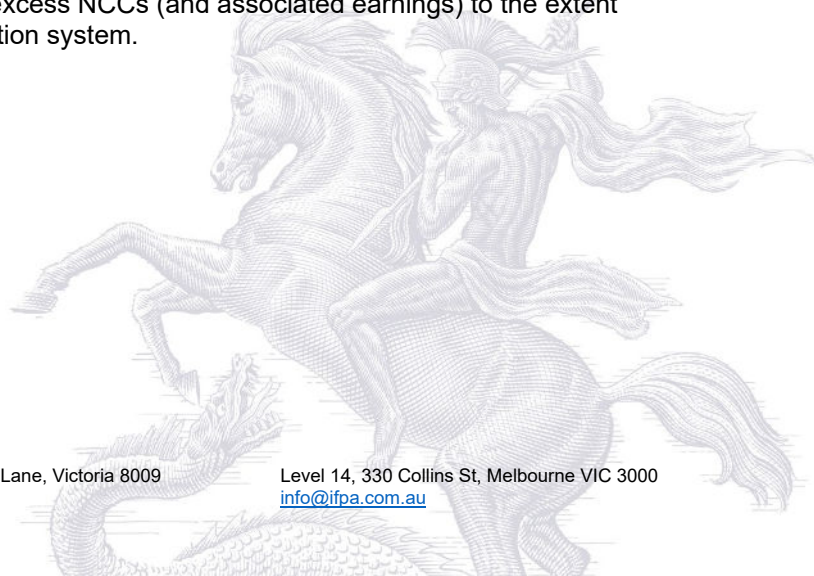 excess NCCs (and associated earnings) to the extent
tion system.
Lane, Victoria 8009
Level 14, 330 Collins St, Melbourne VIC 3000
info@ifpa.com.au